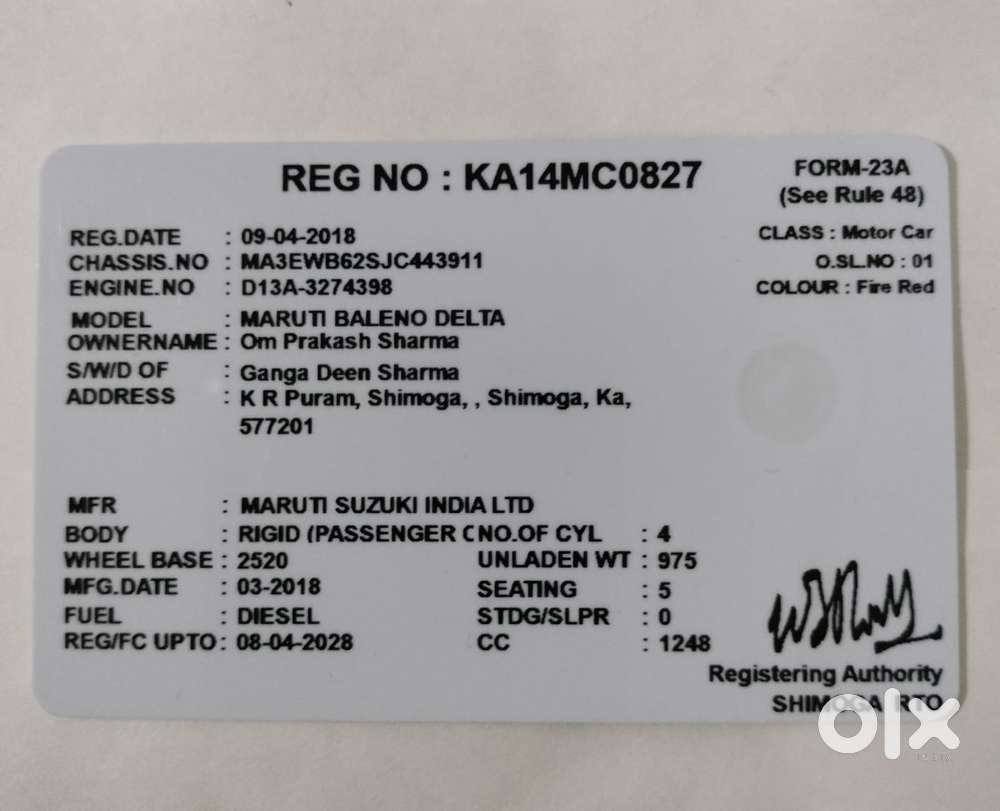 REG NO : KA14MC0827
FORM-23A
(See Rule 48)
REG.DATE : 09-04-2018
CLASS : Motor Car
CHASSIS.NO : MA3EWB62SJC443911
O.SL.NO : 01
ENGINE.NO : D13A-3274398
COLOUR : Fire Red
MODEL : MARUTI BALENO DELTA
OWNERNAME : Om Prakash Sharma
S/W/D OF : Ganga Deen Sharma
ADDRESS : K R Puram, Shimoga, , Shimoga, Ka,
577201
MFR : MARUTI SUZUKI INDIA LTD
BODY : RIGID (PASSENGER C NO.OF CYL : 4
WHEEL BASE : 2520 UNLADEN WT : 975
MFG.DATE : 03-2018 SEATING : 5
FUEL : DIESEL STDG/SLPR : 0
REG/FC UPTO : 08-04-2028 CC : 1248
Registering Authority
SHIMOGA RTO
olx